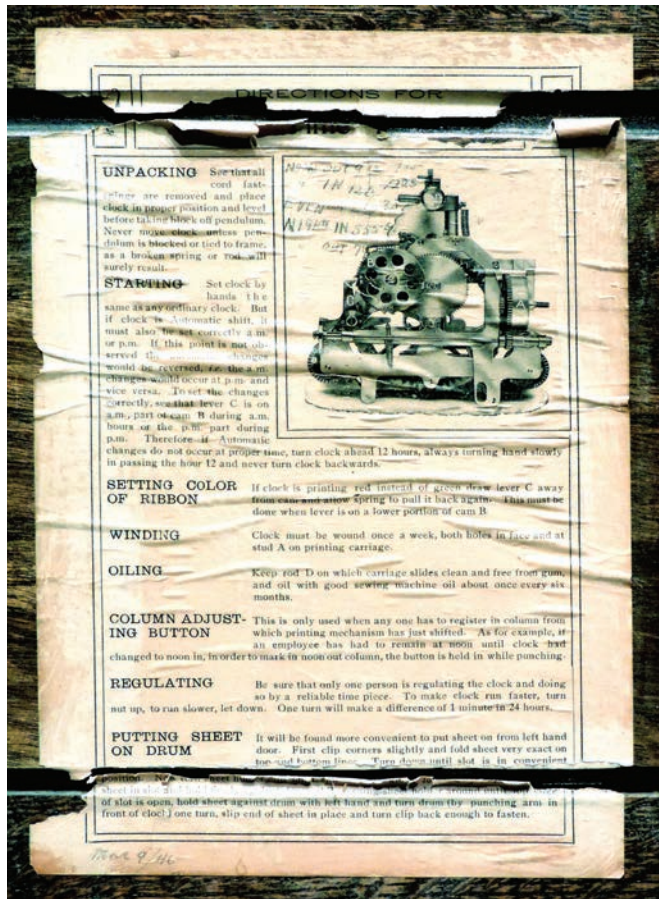 DIRECTIONS FOR
UNPACKING See that all
cord fast-
enings are removed and place
clock in proper position and level
before taking block off pendulum.
Never move clock unless pen-
dulum is blocked or tied to frame,
as a broken spring or rod will
surely result.
STARTING Set clock by
hands the
same as any ordinary clock. But
if clock is Automatic shift, it
must also be set correctly a.m.
or p.m. If this point is not ob-
served the automatic changes
would be reversed, i.e. the a.m.
changes would occur at p.m. and
vice versa. To set the changes
correctly, see that lever C is on
a.m., part of cam B during a.m.
hours or the p.m. part during
p.m. Therefore if Automatic
changes do not occur at proper time, turn clock ahead 12 hours, always turning hand slowly
in passing the hour 12 and never turn clock backwards.
SETTING COLOR
OF RIBBON
If clock is printing red instead of green draw lever C away
from cam and allow spring to pull it back again. This must be
done when lever is on a lower portion of cam B
WINDING
Clock must be wound once a week, both holes in face and at
stud A on printing carriage.
OILING
Keep rod D on which carriage slides clean and free from gum,
and oil with good sewing machine oil about once every six
months.
COLUMN ADJUST-
ING BUTTON
This is only used when any one has to register in column from
which printing mechanism has just shifted. As for example, if
an employee has had to remain at noon until clock had
changed to noon in, in order to mark in noon out column, the button is held in while punching.
REGULATING
Be sure that only one person is regulating the clock and doing
so by a reliable time piece. To make clock run faster, turn
nut up, to run slower, let down. One turn will make a difference of 1 minute in 24 hours.
PUTTING SHEET
ON DRUM
It will be found more convenient to put sheet on from left hand
door. First clip corners slightly and fold sheet very exact on
top and bottom lines. Turn down until slot is in convenient
position.
sheet in slot and hold
of slot is open, hold sheet against drum with left hand and turn drum (by punching arm in
front of clock) one turn, slip end of sheet in place and turn clip back enough to fasten.